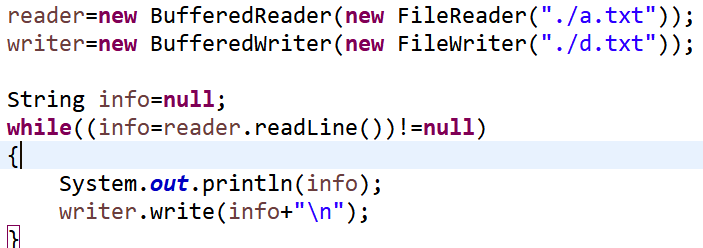 reader=new BufferedReader(new FileReader("./a.txt"));
writer=new BufferedWriter(new FileWriter("./d.txt"));
String info=null;
while((info=reader.readLine())!=null)
{
System.out.println(info);
writer.write(info+"\n");
}